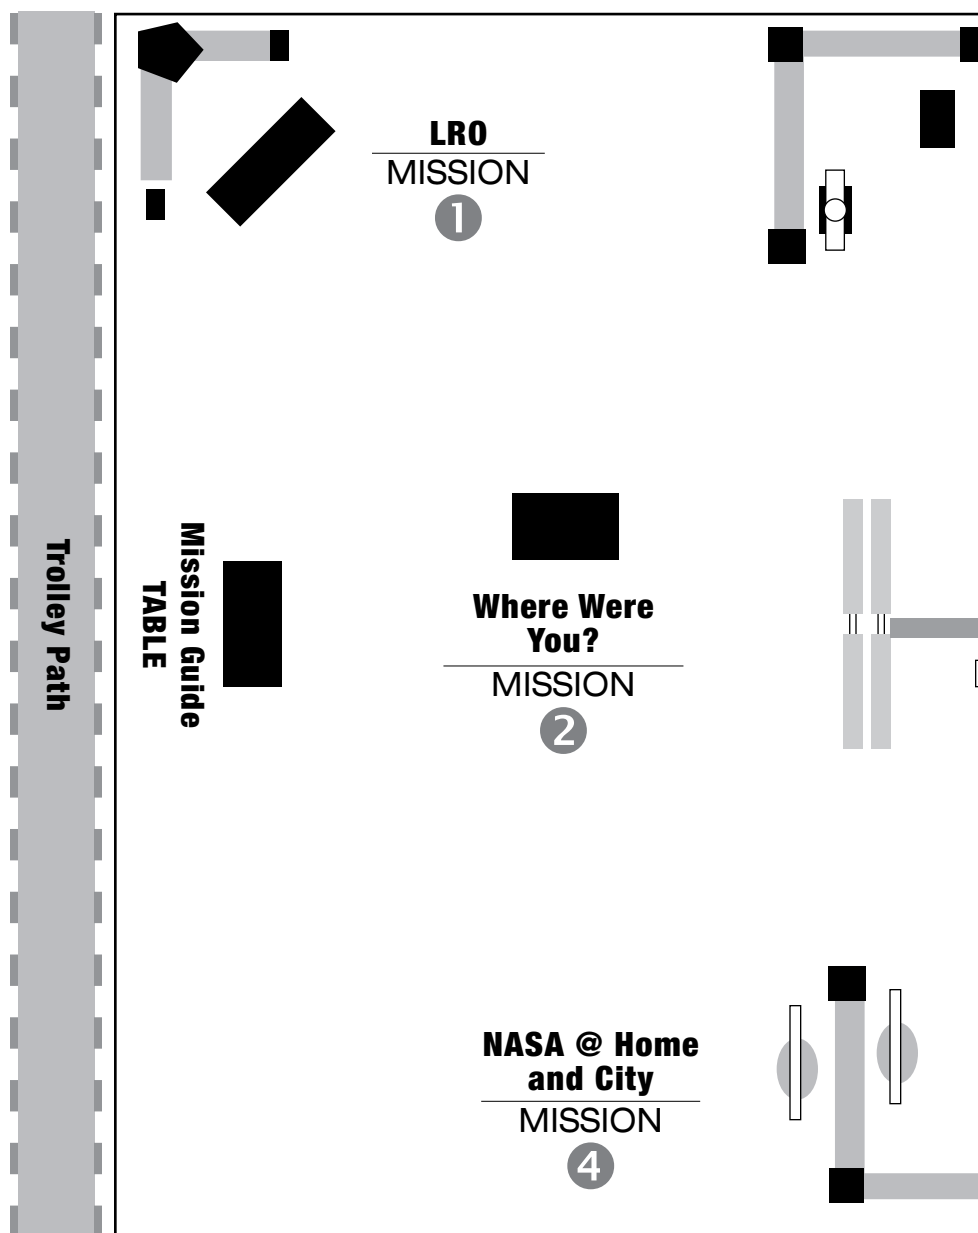 LRO
MISSION
1
Trolley Path
Mission Guide
TABLE
Where Were
You?
MISSION
2
NASA @ Home
and City
MISSION
4